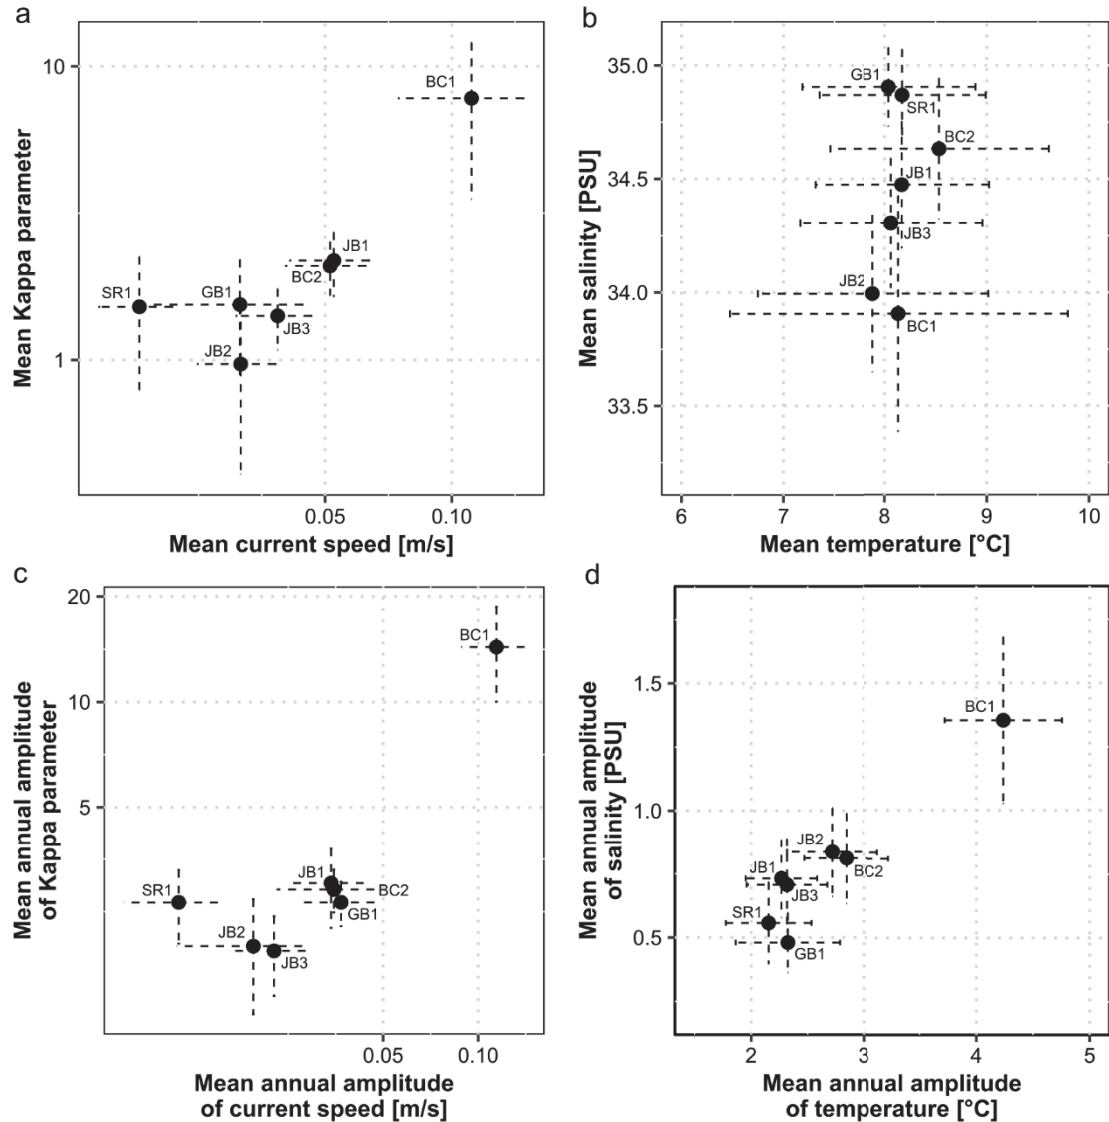 a
10
1
Mean Kappa parameter
BC1
JB1
BC2
SR1
GB1
JB3
JB2
0.05
0.10
Mean current speed [m/s]
b
35.0
34.5
34.0
33.5
Mean salinity [PSU]
GB1
SR1
BC2
JB1
JB3
JB2
BC1
6
7
8
9
10
Mean temperature [°C]
c
20
10
5
Mean annual amplitude
of Kappa parameter
BC1
JB1
BC2
SR1
GB1
JB2
JB3
0.05
0.10
Mean annual amplitude
of current speed [m/s]
d
1.5
1.0
0.5
Mean annual amplitude
of salinity [PSU]
BC1
JB2
BC2
JB1
JB3
SR1
GB1
2
3
4
5
Mean annual amplitude
of temperature [°C]